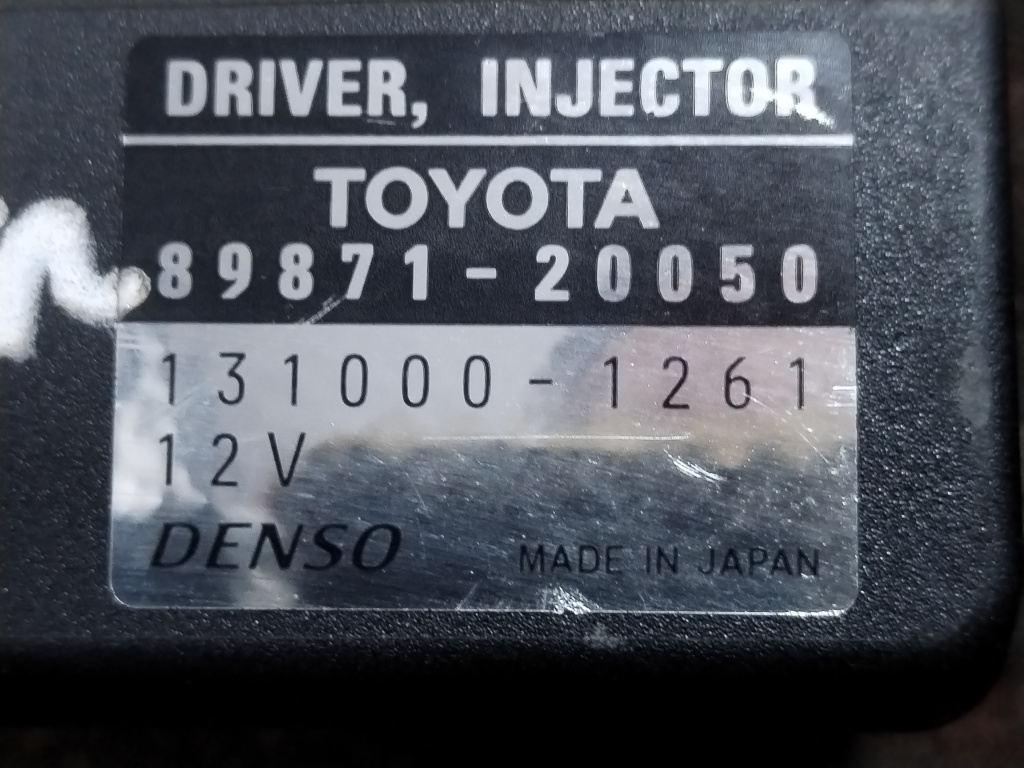 DRIVER, INJECTOR
TOYOTA
89871-20050
131000-1261
12V
DENSO
MADE IN JAPAN